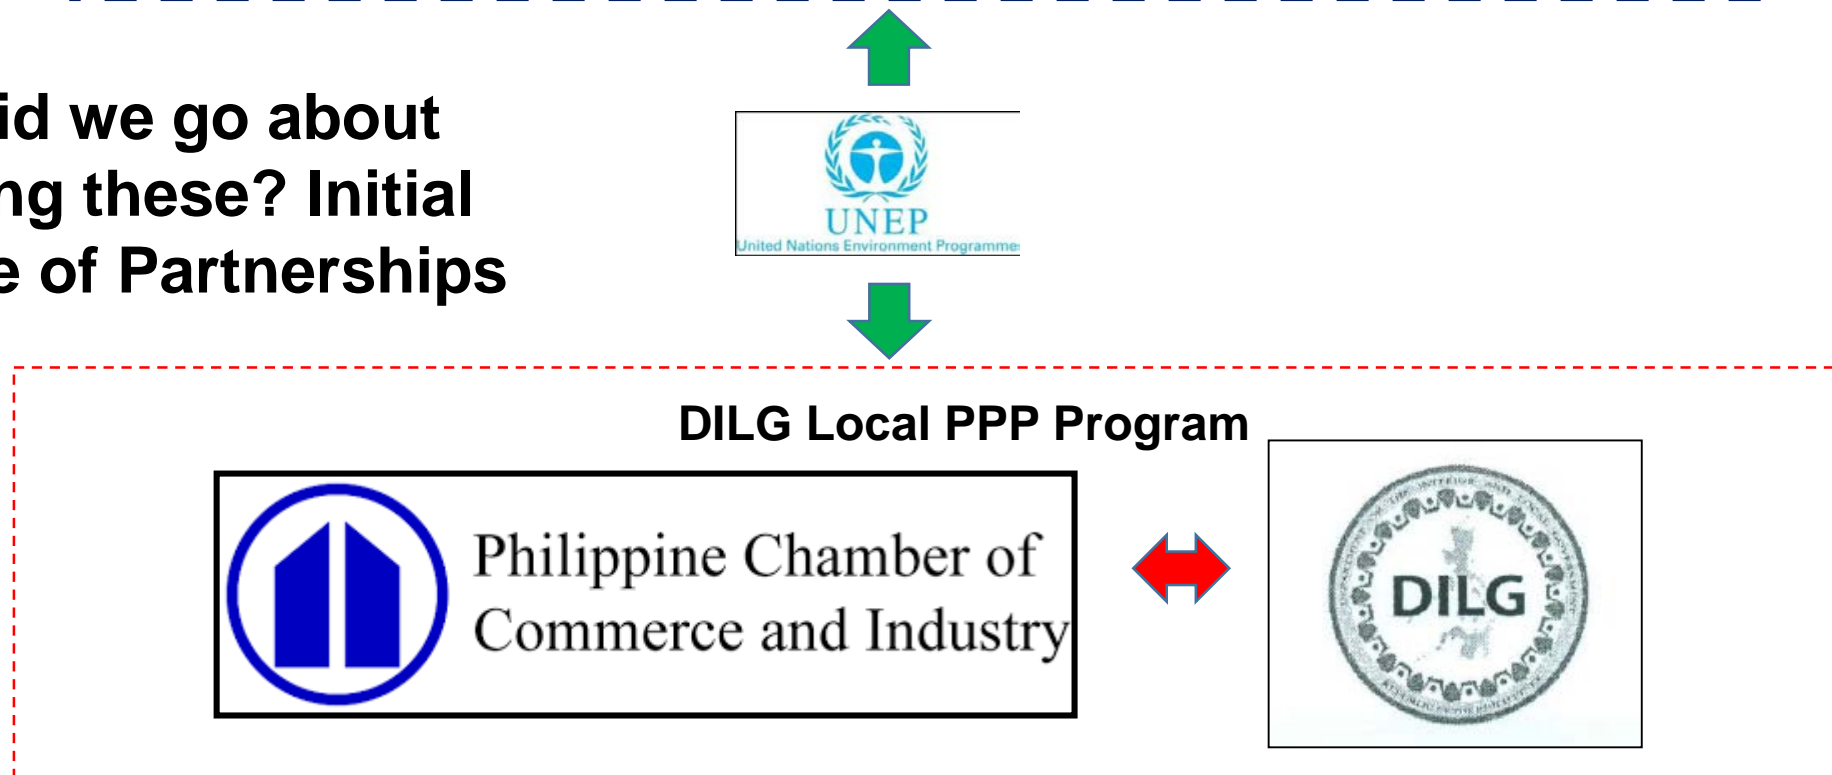 id we go about
ng these? Initial
e of Partnerships
UNEP
United Nations Environment Programme
DILG Local PPP Program
Philippine Chamber of
Commerce and Industry
DILG